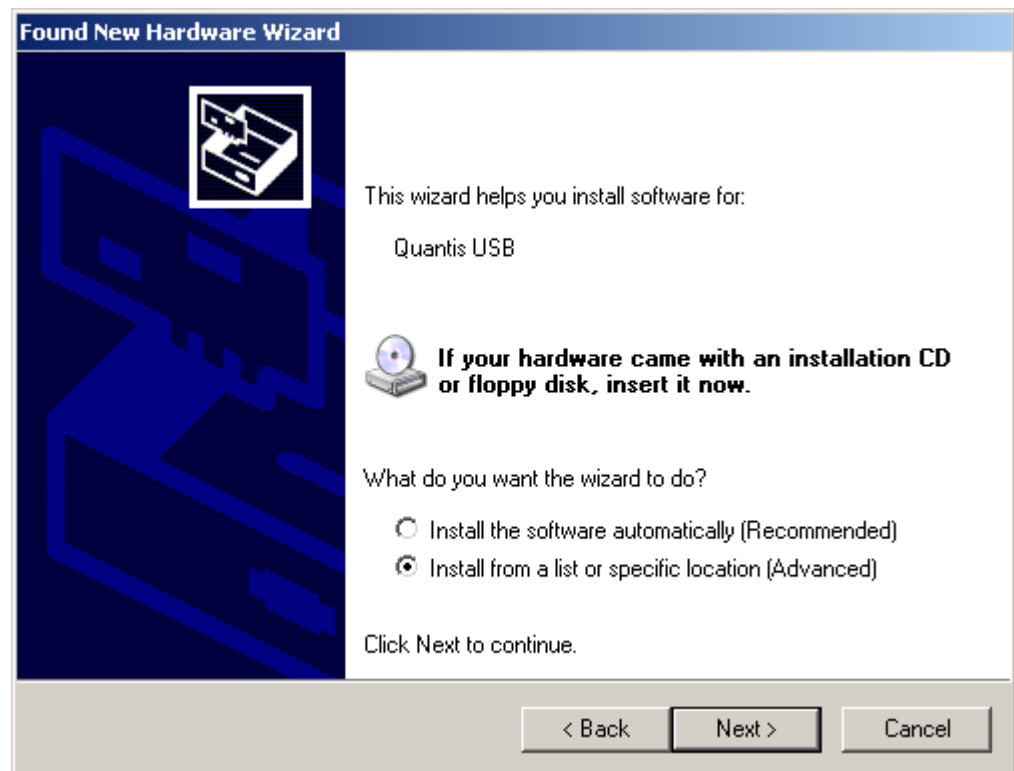 Found New Hardware Wizard
This wizard helps you install software for:
Quantis USB
If your hardware came with an installation CD
or floppy disk, insert it now.
What do you want the wizard to do?
Install the software automatically (Recommended)
Install from a list or specific location (Advanced)
Click Next to continue.
< Back
Next >
Cancel